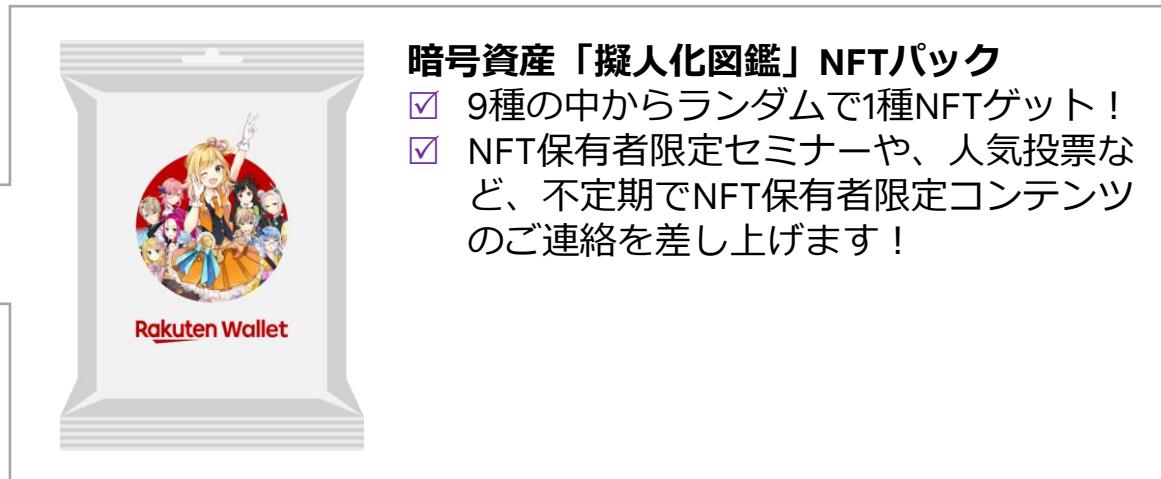 暗号資産「擬人化図鑑」NFTパック
☑ 9種の中からランダムで1種NFTゲット！
☑ NFT保有者限定セミナーや、人気投票な
ど、不定期でNFT保有者限定コンテンツ
のご連絡を差し上げます！
Rakuten Wallet